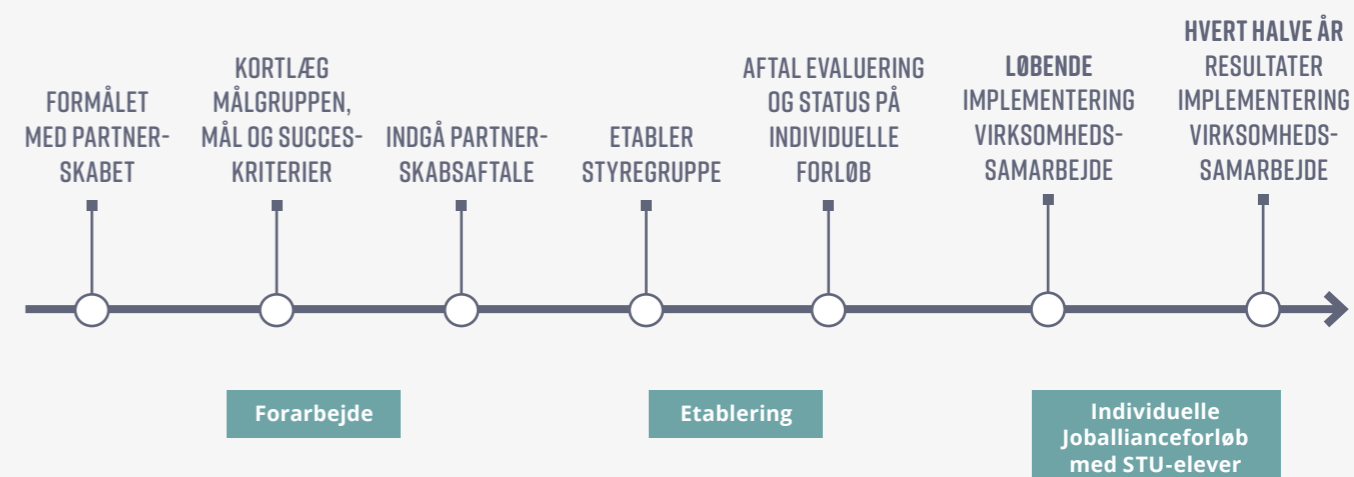 FORMÅLET
MED PARTNER-
SKABET
KORTLÆG
MÅLGRUPPEN,
MÅL OG SUCCES-
KRITERIER
INDGÅ PARTNER-
SKABSAFTALE
ETABLER
STYREGRUPPE
AFTAL EVALUERING
OG STATUS PÅ
INDIVIDUELLE
FORLØB
LØBENDE
IMPLEMENTERING
VIRKSOMHEDS-
SAMARBEJDE
HVERT HALVE ÅR
RESULTATER
IMPLEMENTERING
VIRKSOMHEDS-
SAMARBEJDE
Forarbejde
Etablering
Individuelle
Joballianceforløb
med STU-elever